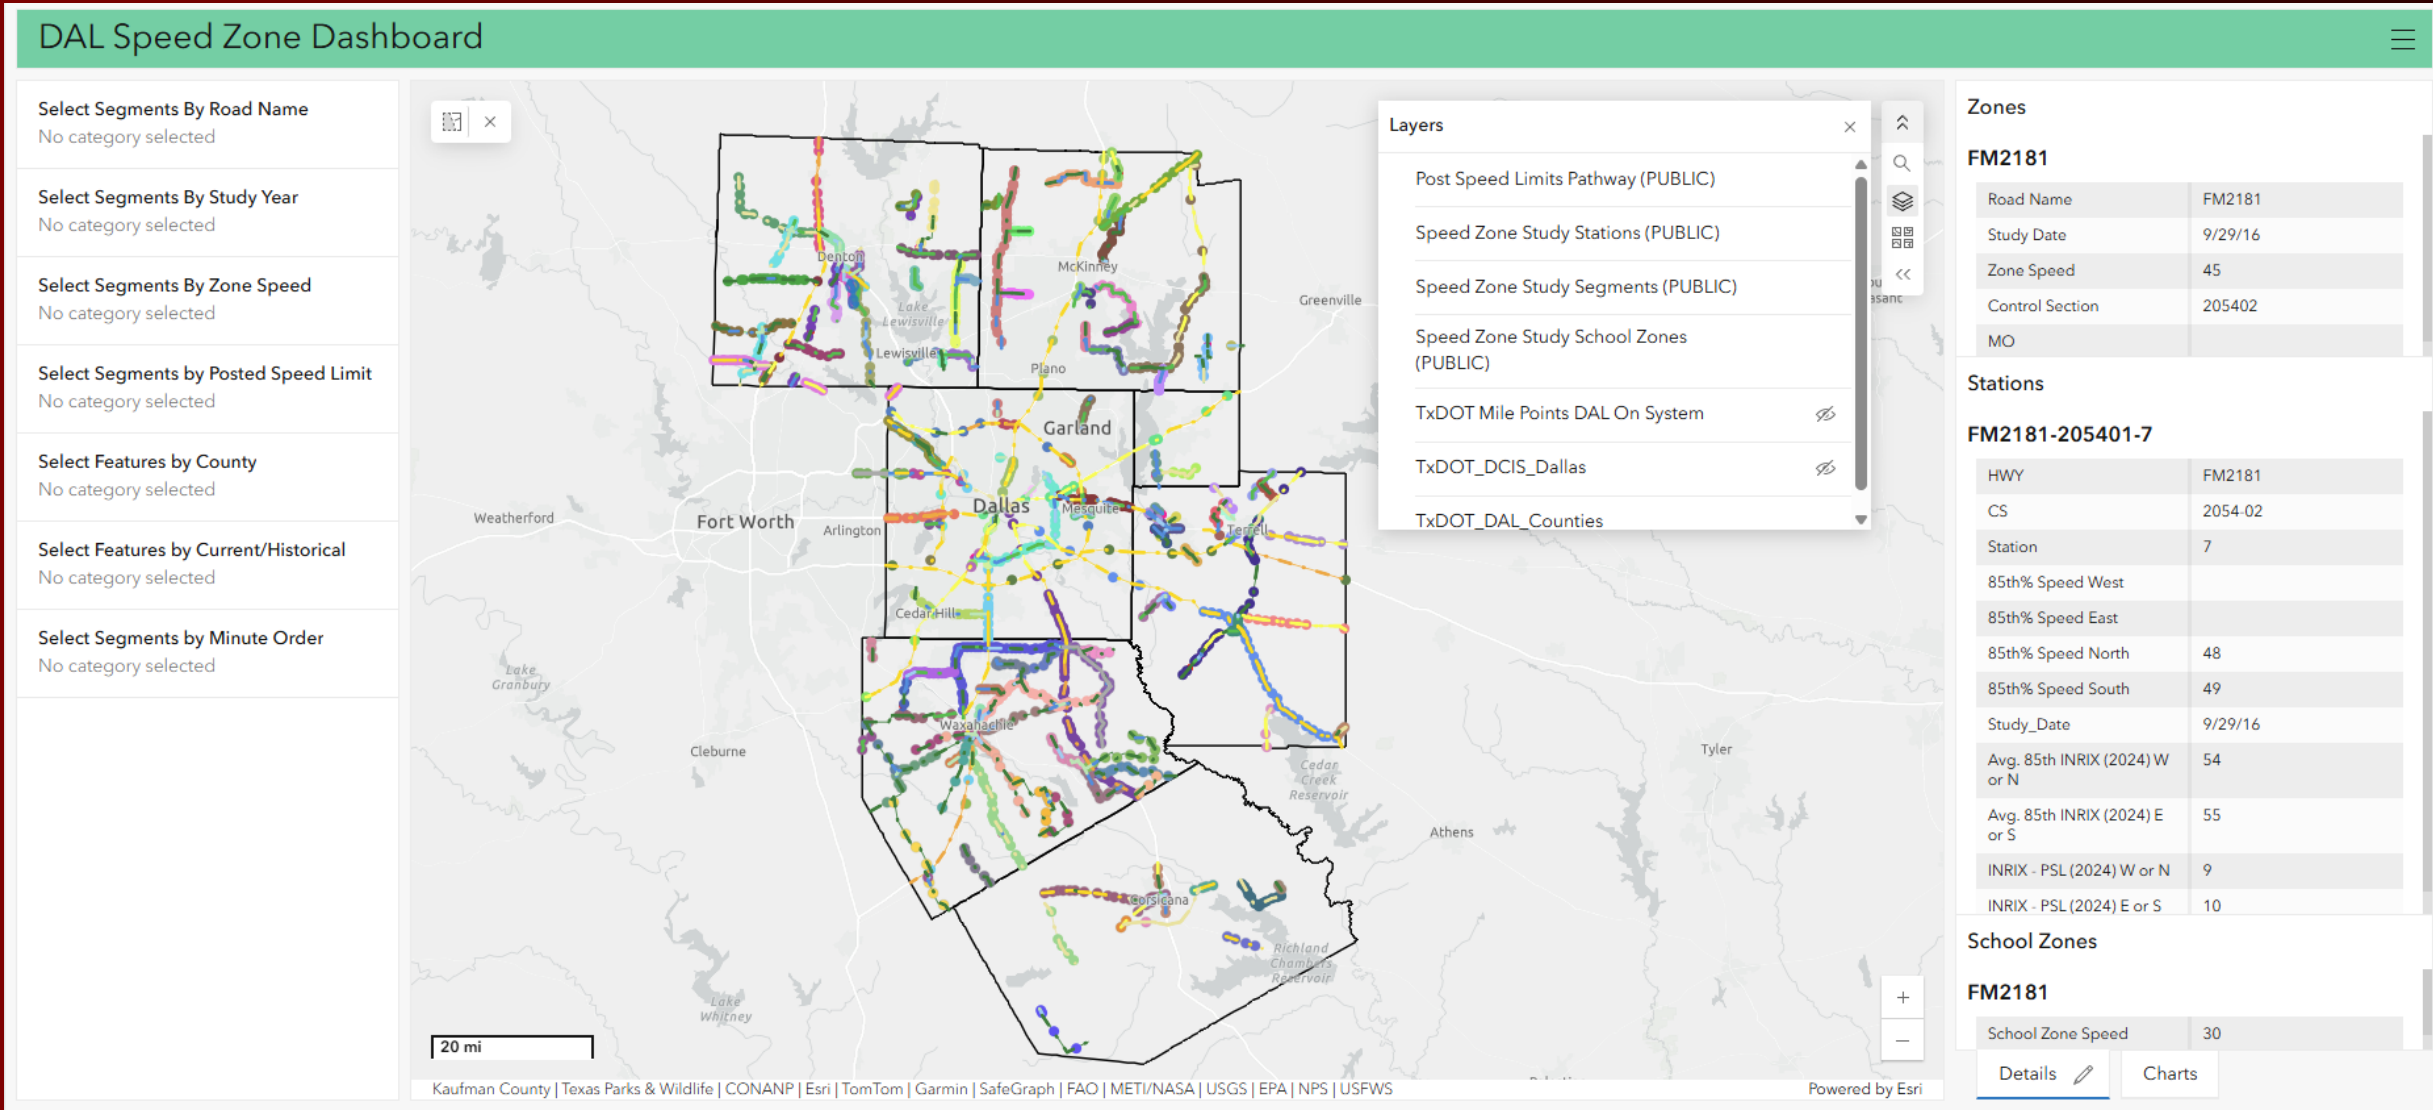 DAL Speed Zone Dashboard
Select Segments By Road Name
No category selected
Select Segments By Study Year
No category selected
Select Segments By Zone Speed
No category selected
Select Segments by Posted Speed Limit
No category selected
Select Features by County
No category selected
Select Features by Current/Historical
No category selected
Select Segments by Minute Order
No category selected
Denton
McKinney
Lake
Lewisville
Lewisville
Plano
Greenville
Garland
Dallas
Mesquite
Fort Worth
Arlington
Weatherford
Terrell
Cedar Hill
Lake
Granbury
Waxahachie
Cleburne
Cedar
Creek
Reservoir
Tyler
Athens
Corsicana
Richland
Chambers
Reservoir
Lake
Whitney
20 mi
Kaufman County | Texas Parks & Wildlife | CONANP | Esri | TomTom | Garmin | SafeGraph | FAO | METI/NASA | USGS | EPA | NPS | USFWS
Powered by Esri
Layers
Post Speed Limits Pathway (PUBLIC)
Speed Zone Study Stations (PUBLIC)
Speed Zone Study Segments (PUBLIC)
Speed Zone Study School Zones
(PUBLIC)
TxDOT Mile Points DAL On System
TxDOT_DCIS_Dallas
TxDOT_DAL_Counties
Zones
FM2181
Road Name FM2181
Study Date 9/29/16
Zone Speed 45
Control Section 205402
MO
Stations
FM2181-205401-7
HWY FM2181
CS 2054-02
Station 7
85th% Speed West
85th% Speed East
85th% Speed North 48
85th% Speed South 49
Study_Date 9/29/16
Avg. 85th INRIX (2024) W
or N 54
Avg. 85th INRIX (2024) E
or S 55
INRIX - PSL (2024) W or N 9
INRIX - PSL (2024) E or S 10
School Zones
FM2181
School Zone Speed 30
Details
Charts